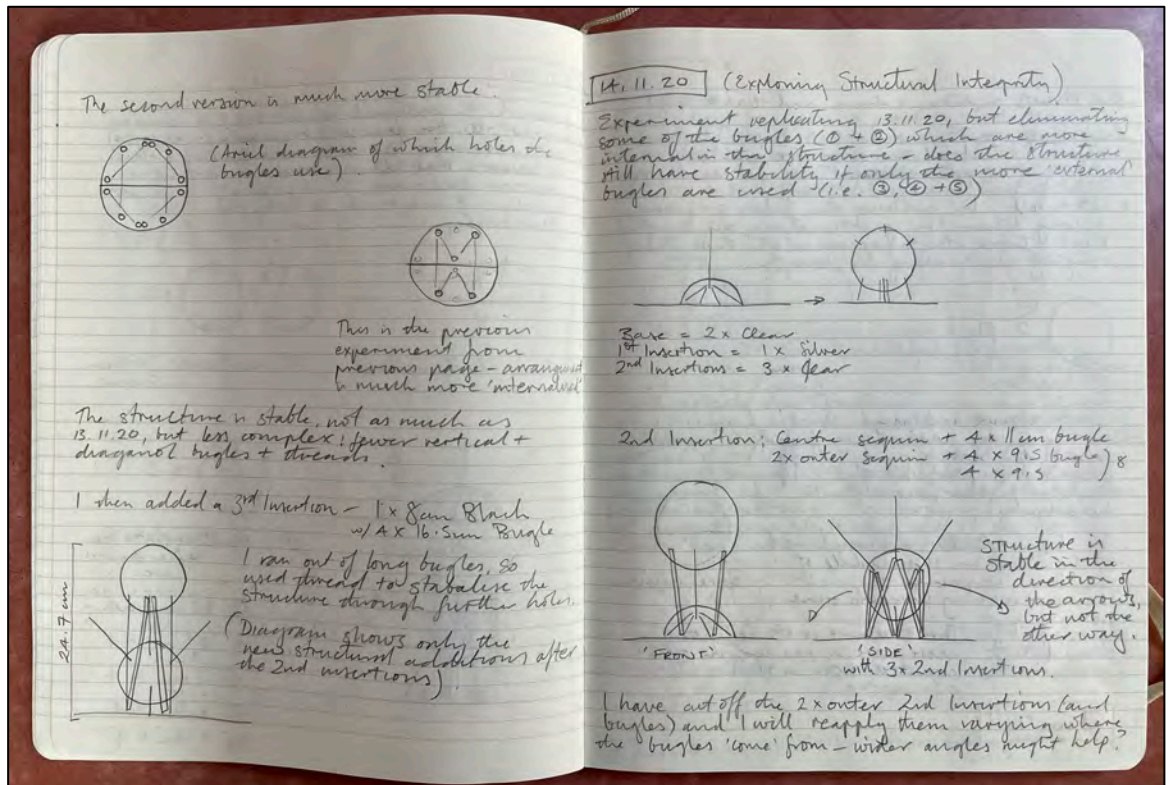 The second version is much more stable.
(Arial diagram of which holes the
bugles use).
This is the previous
experiment from
previous page - arrangement
is much more 'internalised'
The structure is stable, not as much as
13.11.20, but less complex: fewer vertical +
diaganol bugles + threads.
I then added a 3rd Insertion - 1 x 8cm Black
w/ 4 x 16.5cm Bugle
I ran out of long bugles, so
used thread to stabalise the
structure through further holes.
(Diagram shows only the
new structural additions after
the 2nd insertions).
24.7 cm
14.11.20 (Exploring Structural Integrity)
Experiment replicating 13.11.20, but eliminating
some of the bugles (① + ②) which are more
internal in the structure - does the structure
still have stability if only the more 'external'
bugles are used (i.e. ③, ④ + ⑤)
Base = 2 x Clear
1st Insertion = 1 x Silver
2nd Insertions = 3 x Clear
2nd Insertion: Centre sequin + 4 x 11cm bugle
2x outer sequin + 4 x 9.5 bugle) 8
4 x 9.5
Structure is
stable in the
direction of
the arrows,
but not the
other way.
'FRONT'
'SIDE'
with 3x 2nd Insertions.
I have cut off the 2x outer 2nd Insertions (and
bugles) and I will reapply them varying where
the bugles 'come' from - wider angles might help?